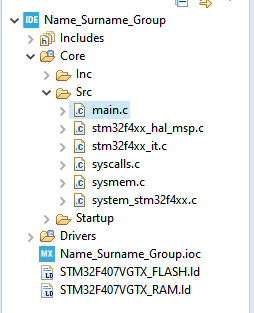 IDE Name_Surname_Group
Includes
Core
Inc
Src
.c main.c
.c stm32f4xx_hal_msp.c
.c stm32f4xx_it.c
.c syscalls.c
.c sysmem.c
.c system_stm32f4xx.c
Startup
Drivers
MX Name_Surname_Group.ioc
LD STM32F407VGTX_FLASH.ld
LD STM32F407VGTX_RAM.ld